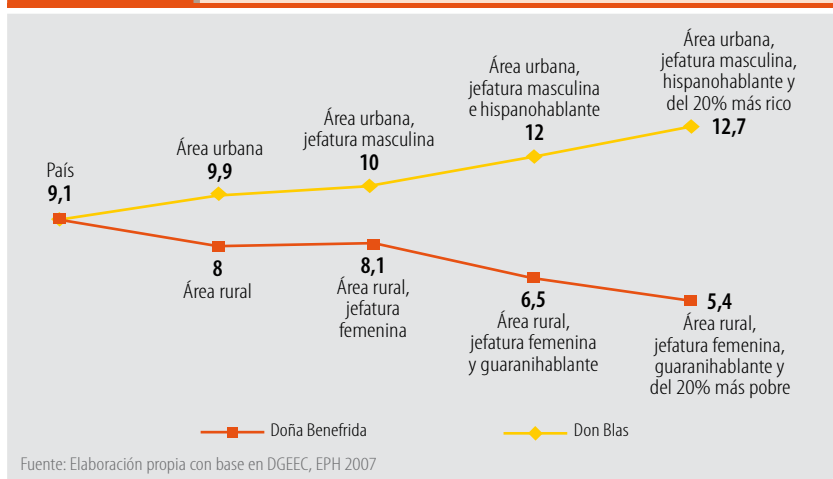 País
9,1
Área urbana
9,9
Área urbana,
jefatura masculina
10
Área urbana,
jefatura masculina
e hispanohablante
12
Área urbana,
jefatura masculina,
hispanohablante y
del 20% más rico
12,7
8
Área rural
8,1
Área rural,
jefatura
femenina
6,5
Área rural,
jefatura femenina
y guaranihablante
5,4
Área rural,
jefatura femenina,
guaranihablante y
del 20% más pobre
Doña Benefrida
Don Blas
Fuente: Elaboración propia con base en DGEEC, EPH 2007